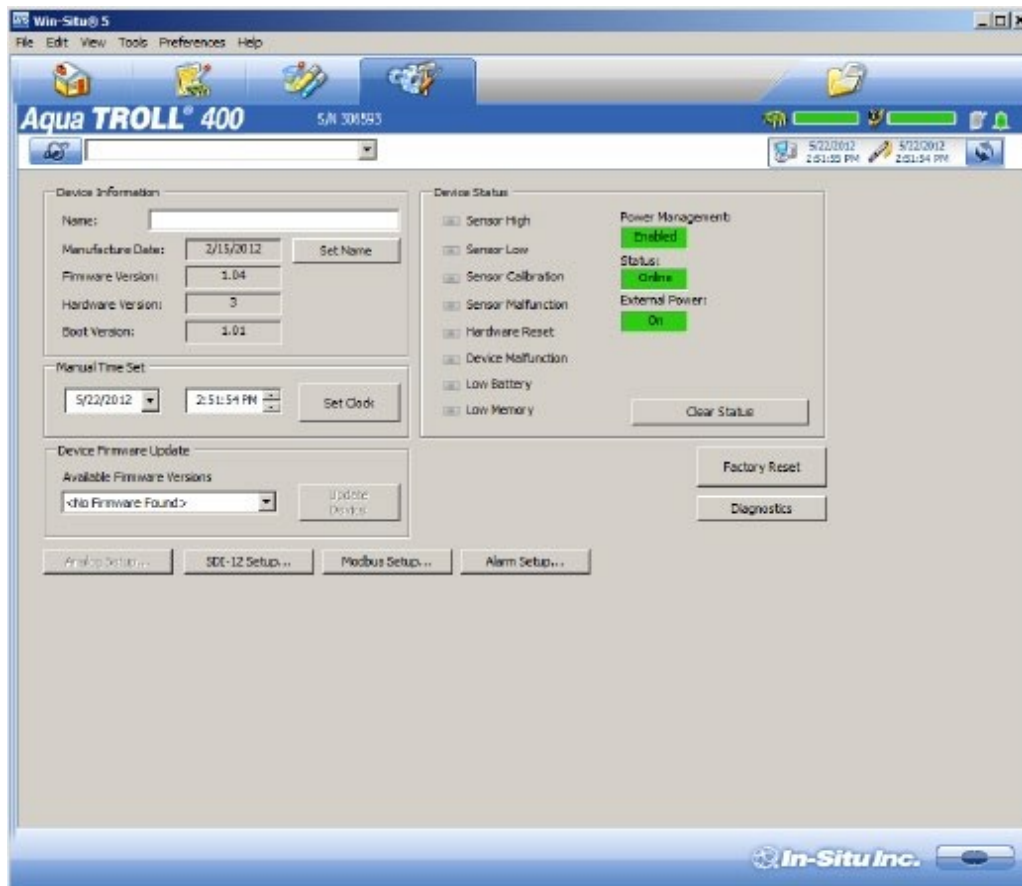 Win-Situ® 5
File Edit View Tools Preferences Help
Aqua TROLL® 400 S/N 306593
5/22/2012 2:51:55 PM 5/22/2012 2:51:54 PM
Device Information
Name:
Manufacture Date: 2/15/2012 Set Name
Firmware Version: 1.04
Hardware Version: 3
Boot Version: 1.01
Manual Time Set
5/22/2012 2:51:54 PM Set Clock
Device Firmware Update
Available Firmware Versions
<No Firmware Found> Update Device
Device Status
Sensor High
Sensor Low
Sensor Calibration
Sensor Malfunction
Hardware Reset
Device Malfunction
Low Battery
Low Memory
Power Management:
Enabled
Status:
Online
External Power:
On
Clear Status
Factory Reset
Diagnostics
Analog Setup... SDI-12 Setup... Modbus Setup... Alarm Setup...
In-Situ Inc.